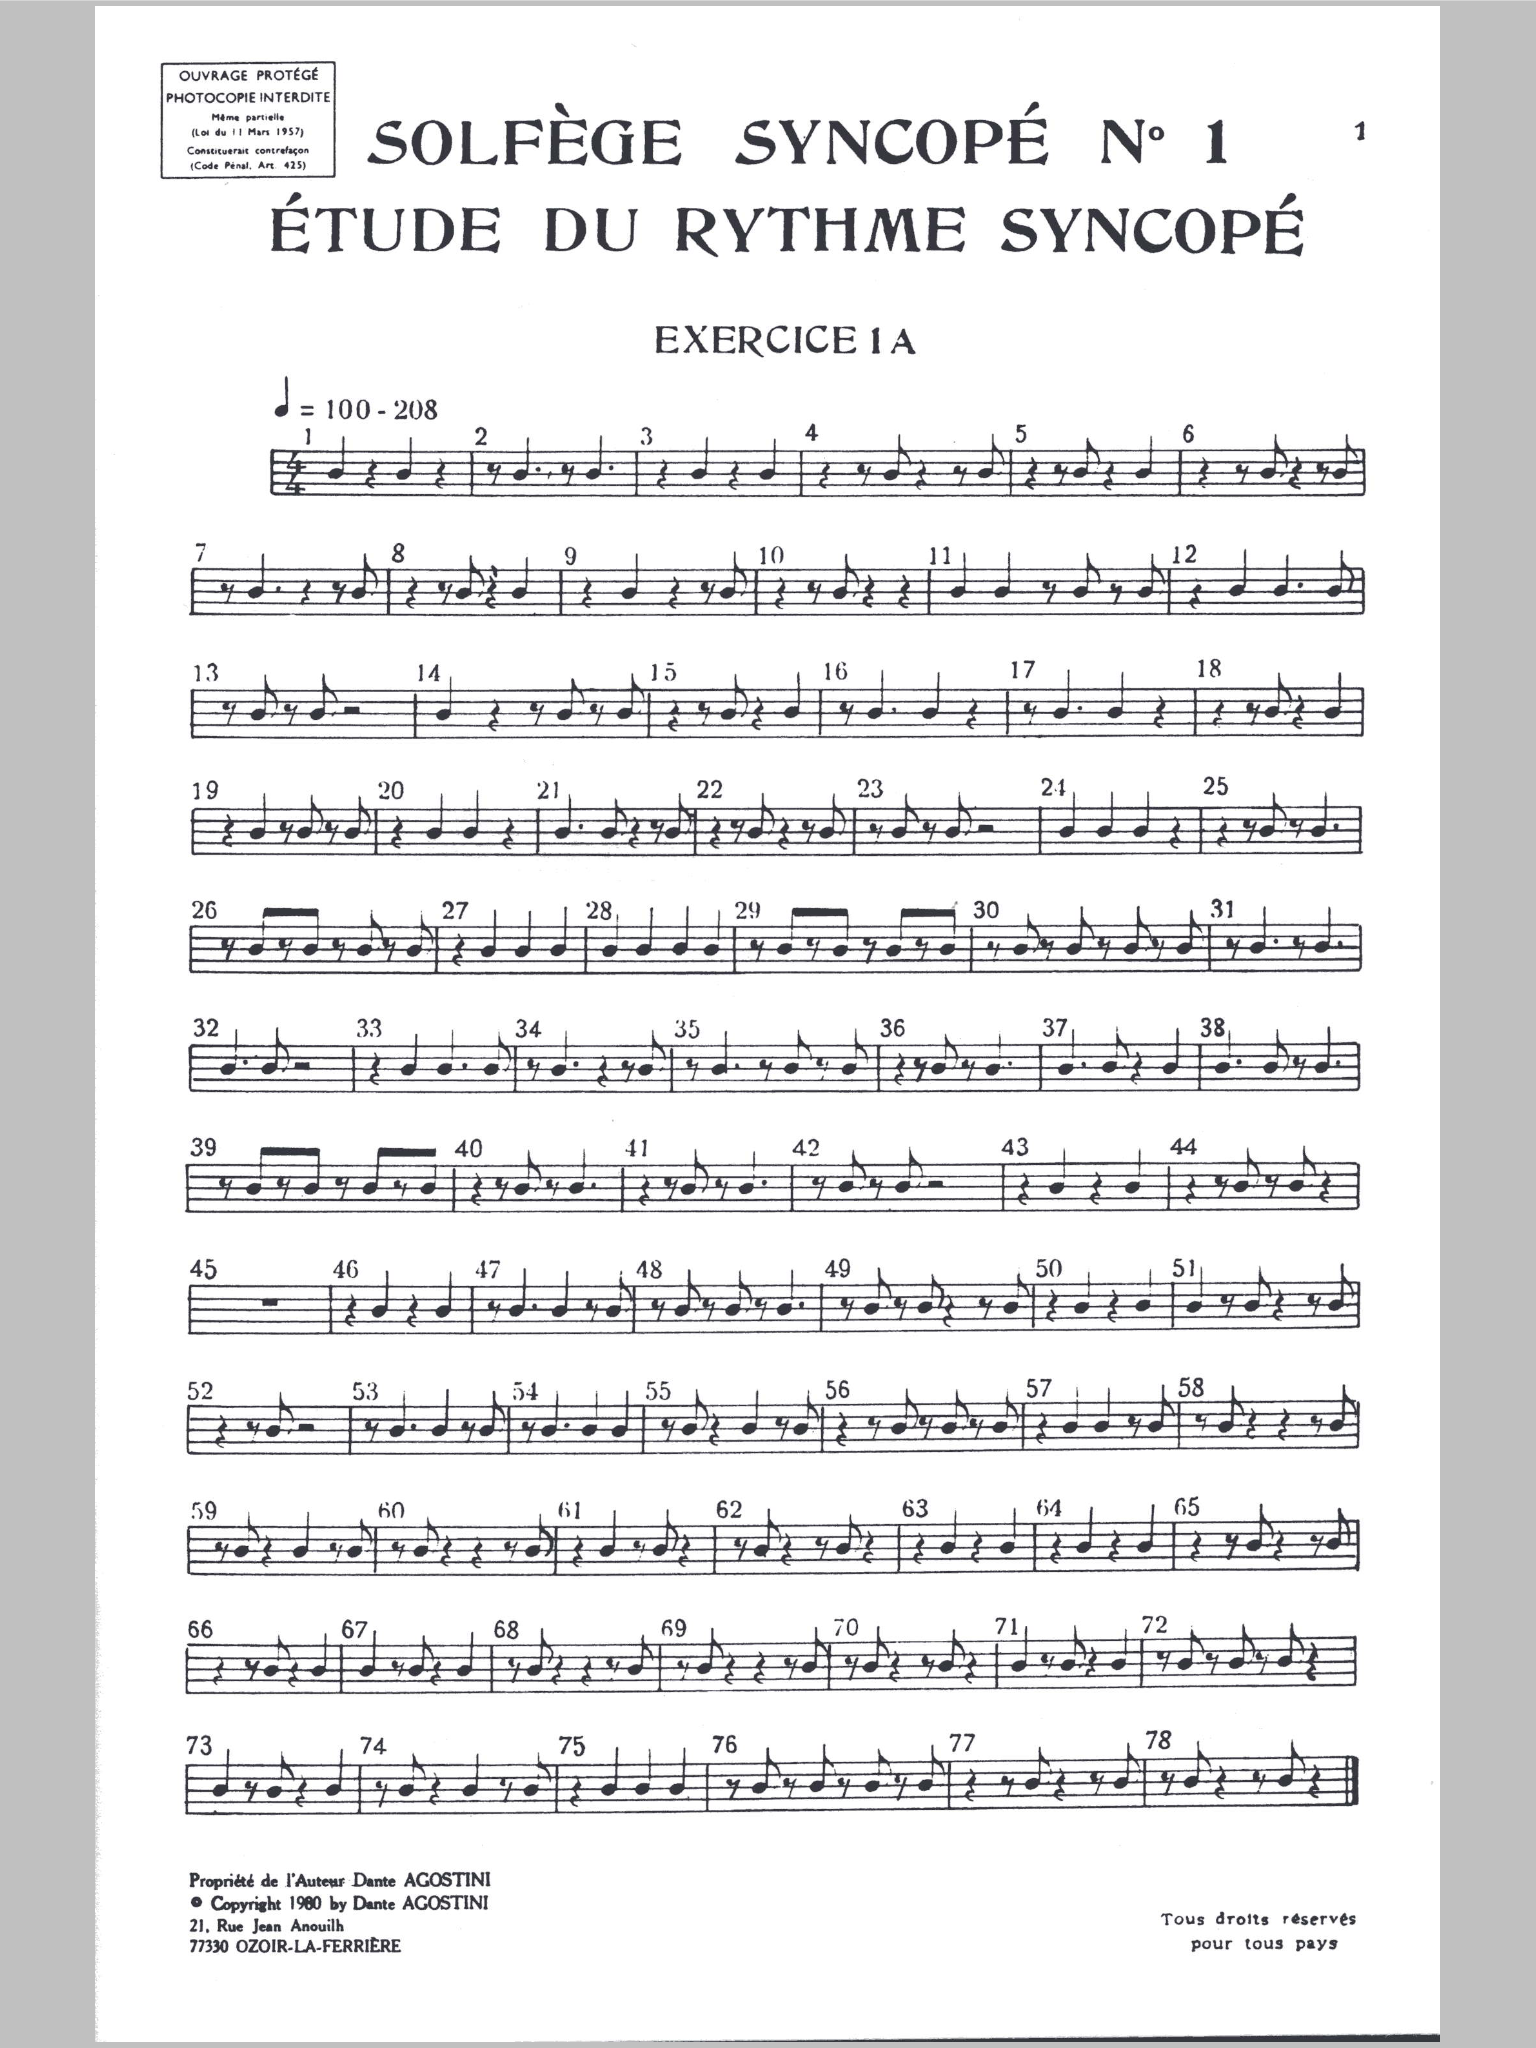 OUVRAGE PROTÉGÉ
PHOTOCOPIE INTERDITE
Même partielle
(Loi du 11 Mars 1957)
Constituerait contrefaçon
(Code Pénal, Art. 425)
SOLFÈGE SYNCOPÉ Nº 1
1
ÉTUDE DU RYTHME SYNCOPÉ
EXERCICE 1 A
= 100 - 208
1 2 3 4 5 6
4
4
7 8 9 10 11 12
13 14 15 16 17 18
19 20 21 22 23 24 25
26 27 28 29 30 31
32 33 34 35 36 37 38
39 40 41 42 43 44
45 46 47 48 49 50 51
52 53 54 55 56 57 58
59 60 61 62 63 64 65
66 67 68 69 70 71 72
73 74 75 76 77 78
Propriété de l'Auteur Dante AGOSTINI
© Copyright 1980 by Dante AGOSTINI
21, Rue Jean Anouilh
77330 OZOIR-LA-FERRIÈRE
Tous droits réservés
pour tous pays